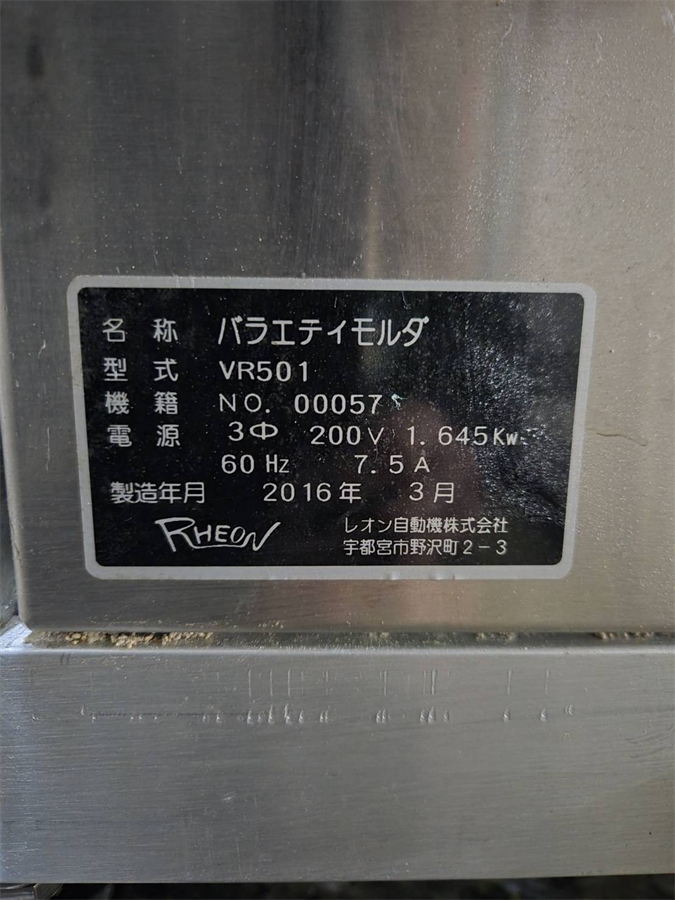 名称 バラエティモルダ
型式 VR501
機籍 NO. 00057
電源 3Φ 200V 1.645Kw
60Hz 7.5A
製造年月 2016年 3月
RHEON レオン自動機株式会社
宇都宮市野沢町2-3